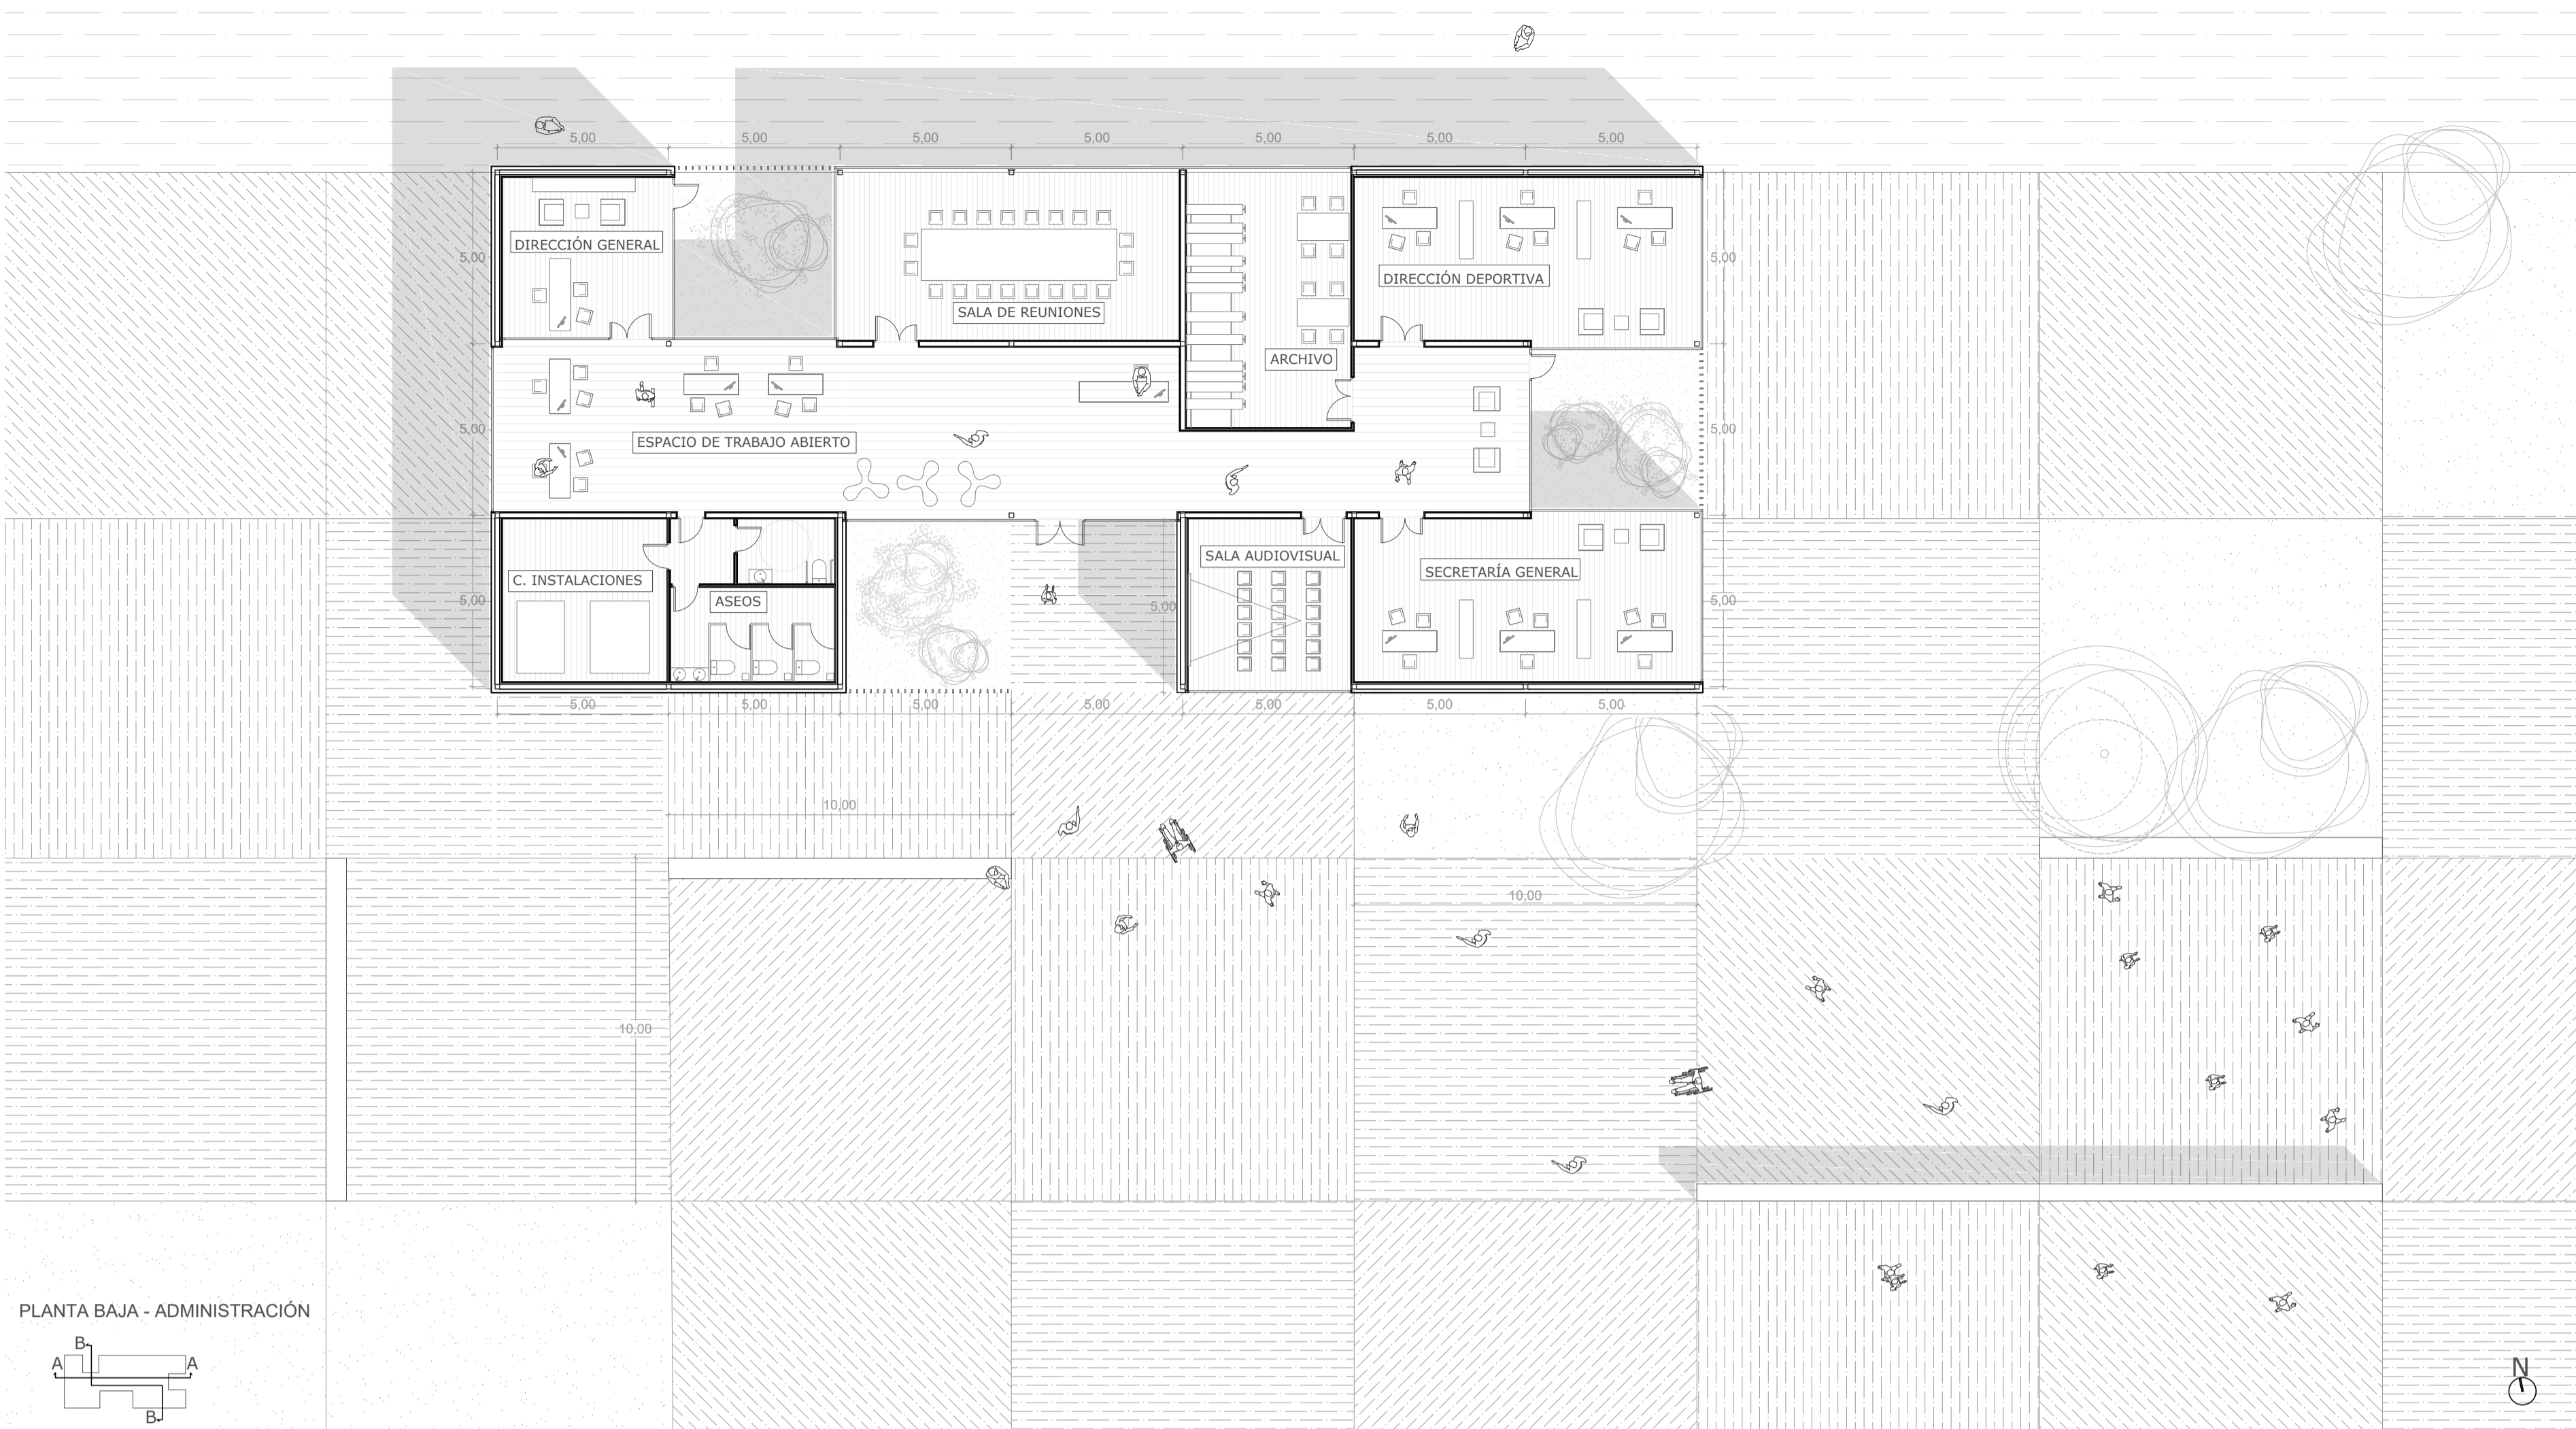 5,00 5,00 5,00 5,00 5,00 5,00 5,00
DIRECCIÓN GENERAL
5,00
SALA DE REUNIONES
DIRECCIÓN DEPORTIVA
5,00
ARCHIVO
5,00
ESPACIO DE TRABAJO ABIERTO
5,00
C. INSTALACIONES
ASEOS
5,00
5,00
SALA AUDIOVISUAL
SECRETARÍA GENERAL
5,00
5,00 5,00 5,00 5,00 5,00 5,00 5,00
10,00
10,00
10,00
PLANTA BAJA - ADMINISTRACIÓN
B
A A
B
N